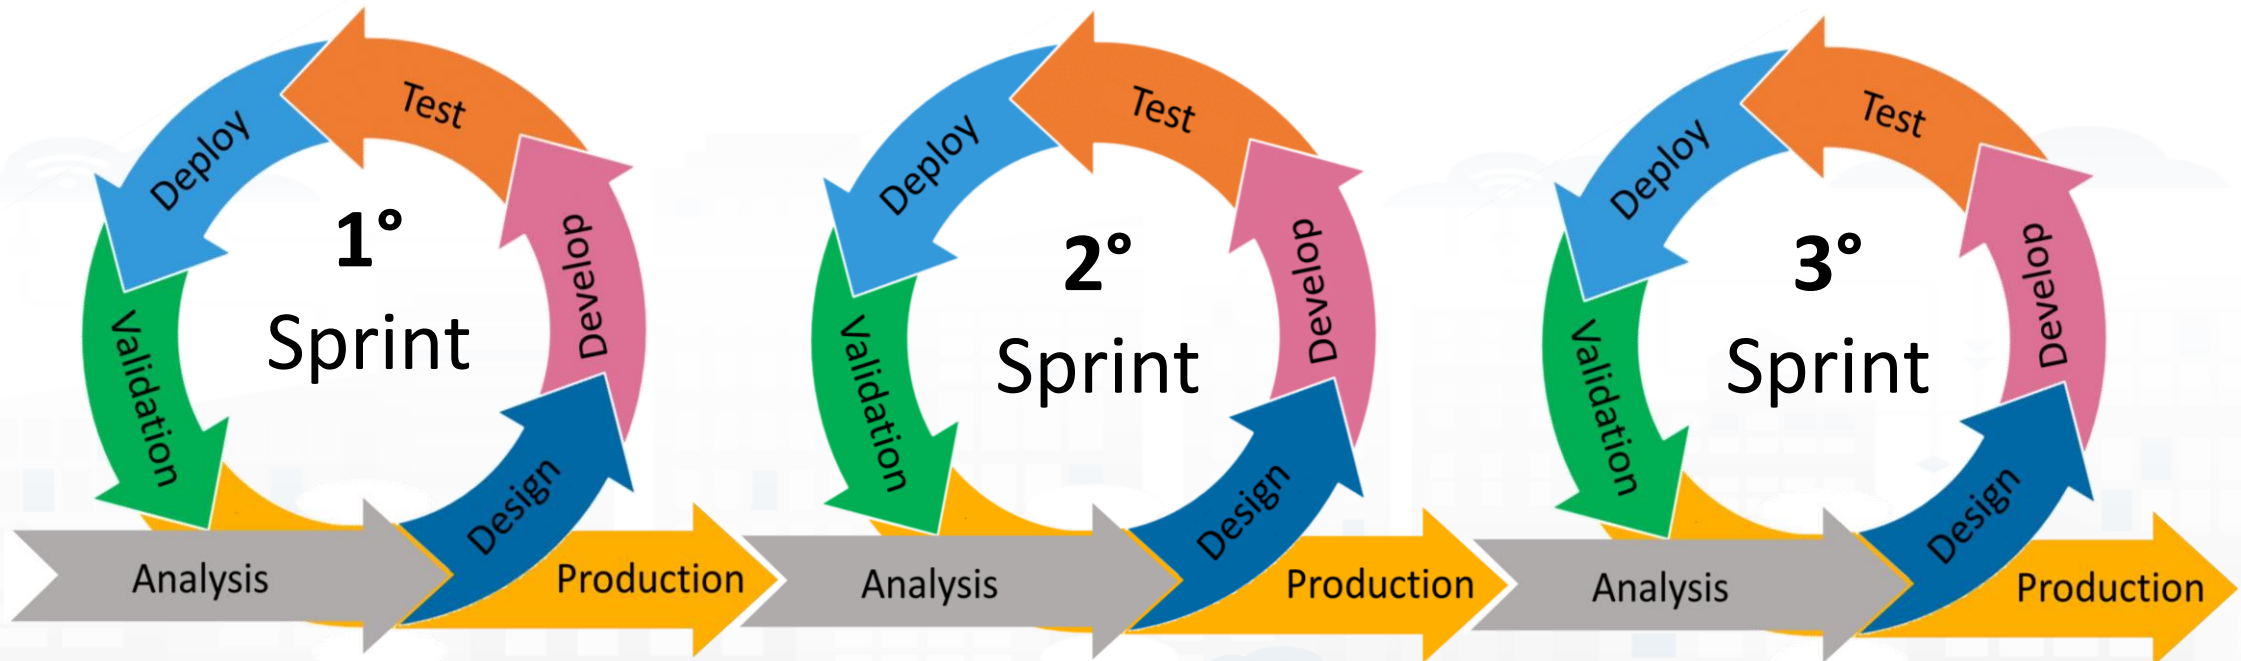 Test
Deploy
1°
Sprint
Develop
Validation
Design
Analysis
Production
Test
Deploy
2°
Sprint
Develop
Validation
Design
Analysis
Production
Test
Deploy
3°
Sprint
Develop
Validation
Design
Analysis
Production